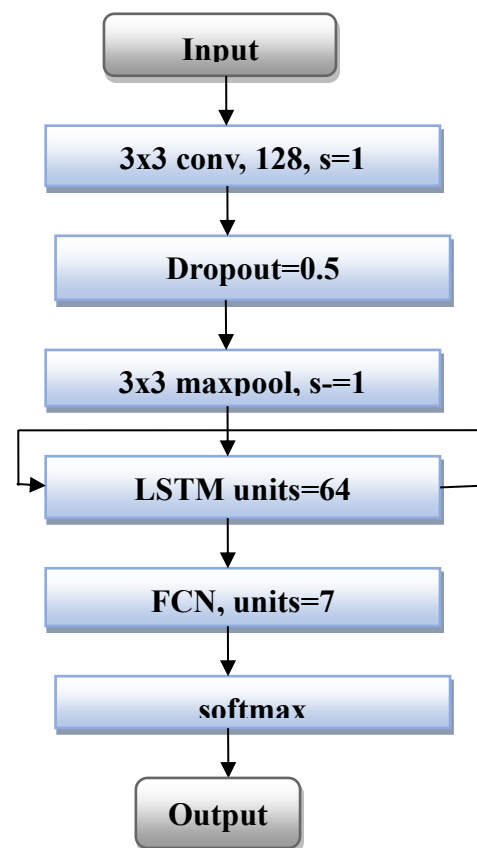 Input
3x3 conv, 128, s=1
Dropout=0.5
3x3 maxpool, s-=1
LSTM units=64
FCN, units=7
softmax
Output